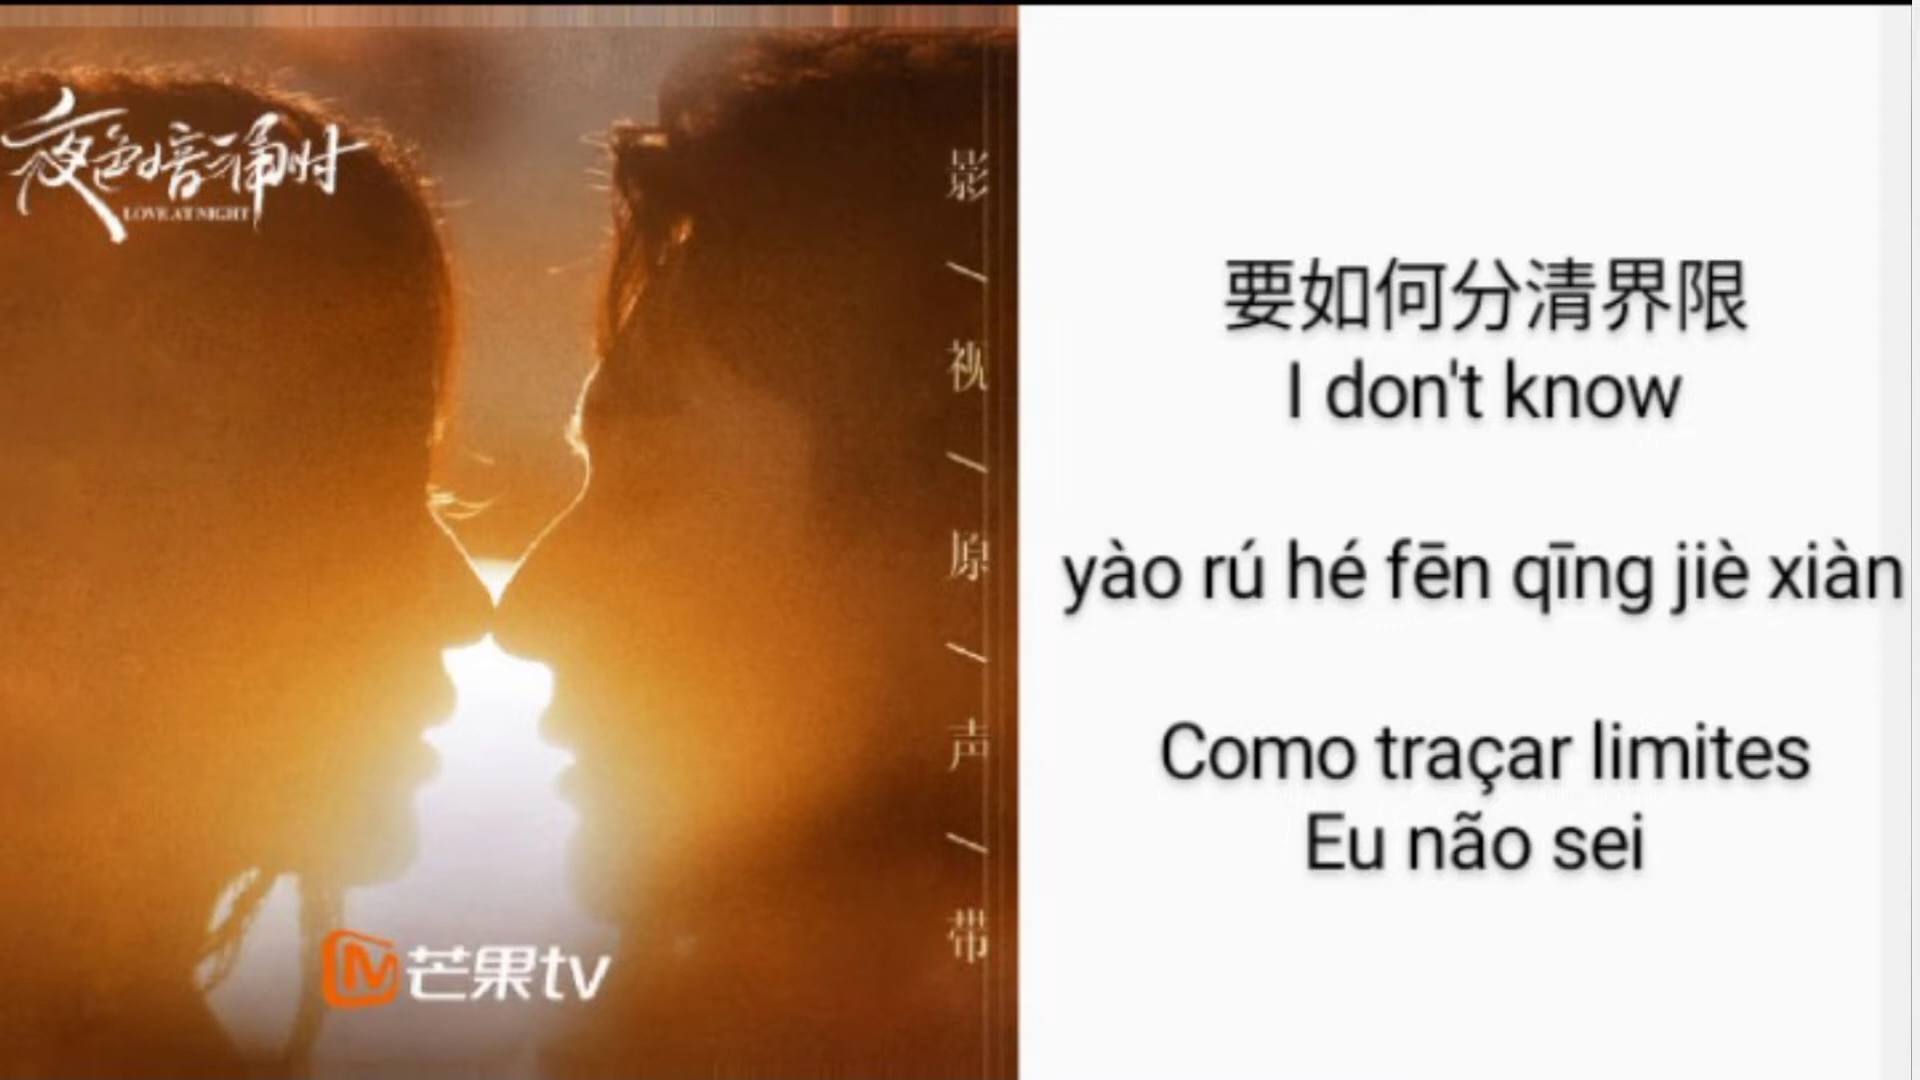 夜色暗涌时
LOVE AT NIGHT
影/视/原/声/带
芒果tv
要如何分清界限
I don't know
yào rú hé fēn qīng jiè xiàn
Como traçar limites
Eu não sei